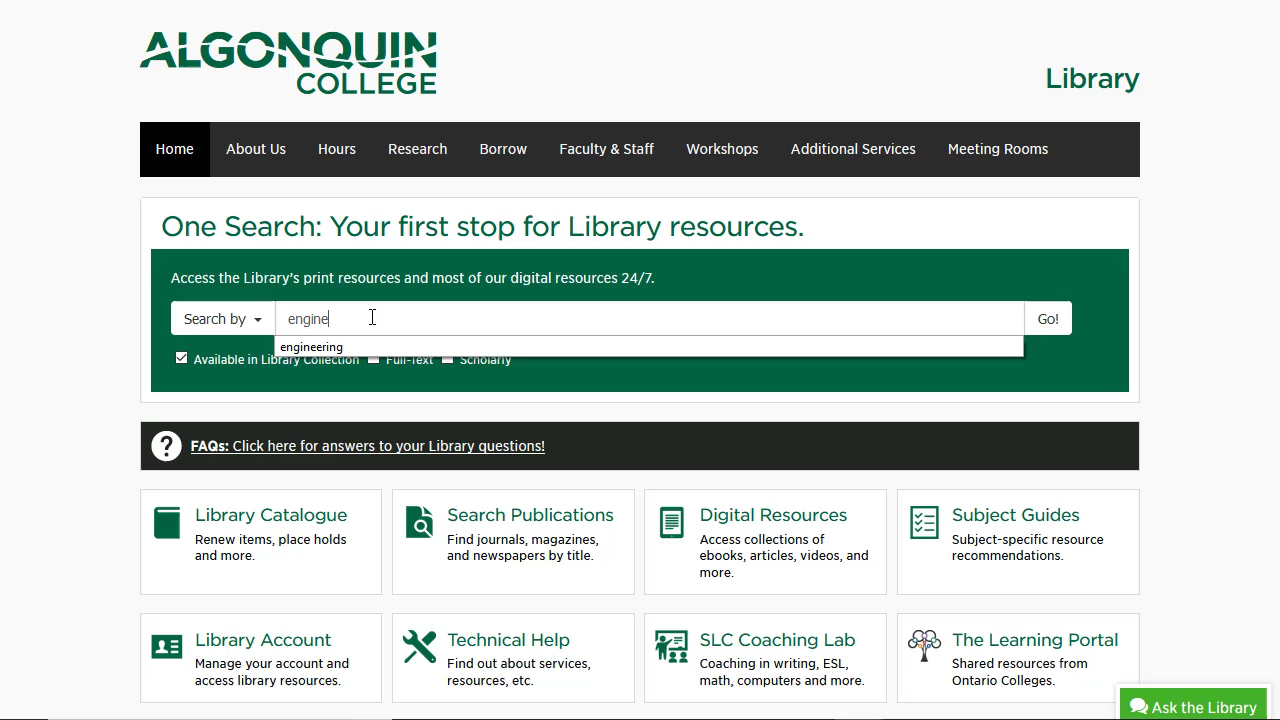 ALGONQUIN
COLLEGE
Library
Home About Us Hours Research Borrow Faculty & Staff Workshops Additional Services Meeting Rooms
One Search: Your first stop for Library resources.
Access the Library's print resources and most of our digital resources 24/7.
Search by engine Go!
engineering
Available in Library Collection Full-Text Scholarly
? FAQs: Click here for answers to your Library questions!
Library Catalogue
Renew items, place holds
and more.
Search Publications
Find journals, magazines,
and newspapers by title.
Digital Resources
Access collections of
ebooks, articles, videos, and
more.
Subject Guides
Subject-specific resource
recommendations.
Library Account
Manage your account and
access library resources.
Technical Help
Find out about services,
resources, etc.
SLC Coaching Lab
Coaching in writing, ESL,
math, computers and more.
The Learning Portal
Shared resources from
Ontario Colleges.
Ask the Library